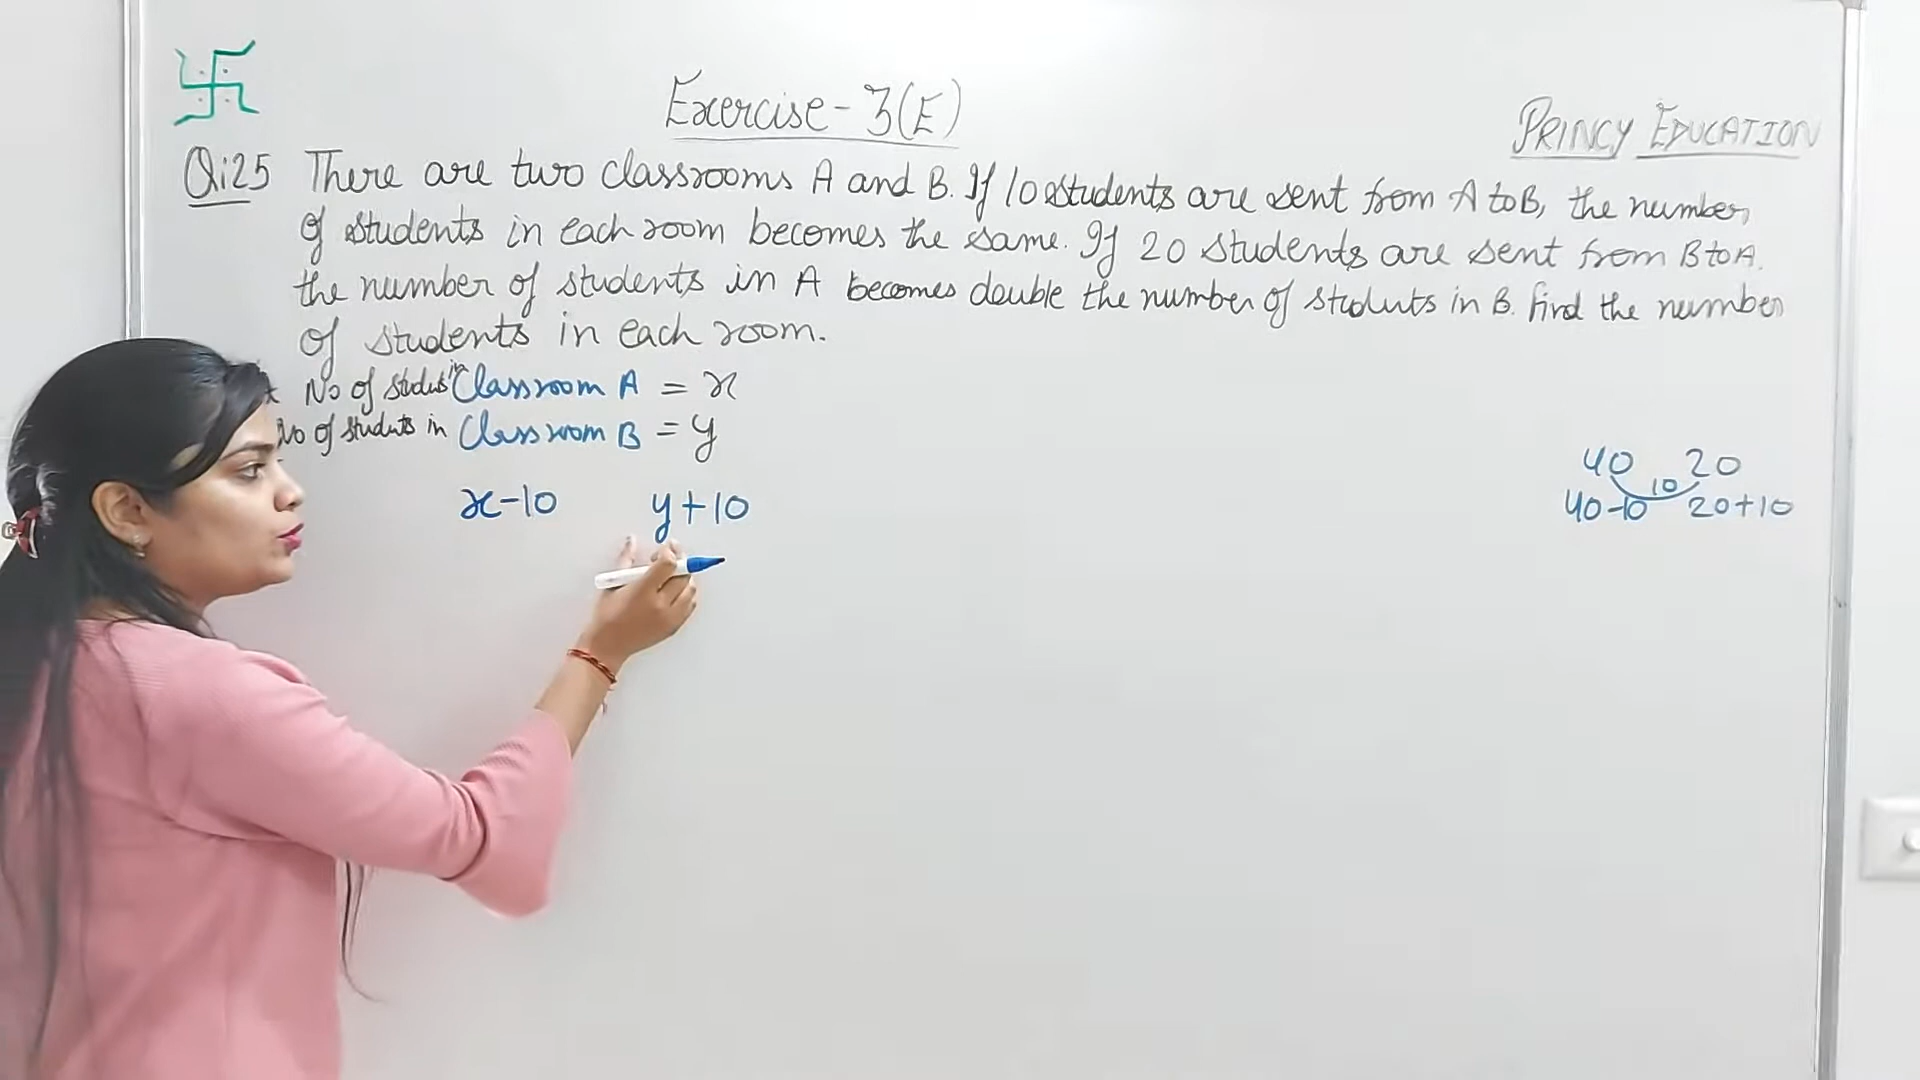 Exercise - 3(E)
PRINCY EDUCATION
Q:25 There are two classrooms A and B. If 10 students are sent from A to B, the number
of students in each room becomes the same. If 20 students are sent from B to A.
the number of students in A becomes double the number of students in B. find the number
of students in each room.
No of studnts in Classroom A = x
No of students in Classroom B = y
40 20
10
x-10 y+10
40-10 20+10